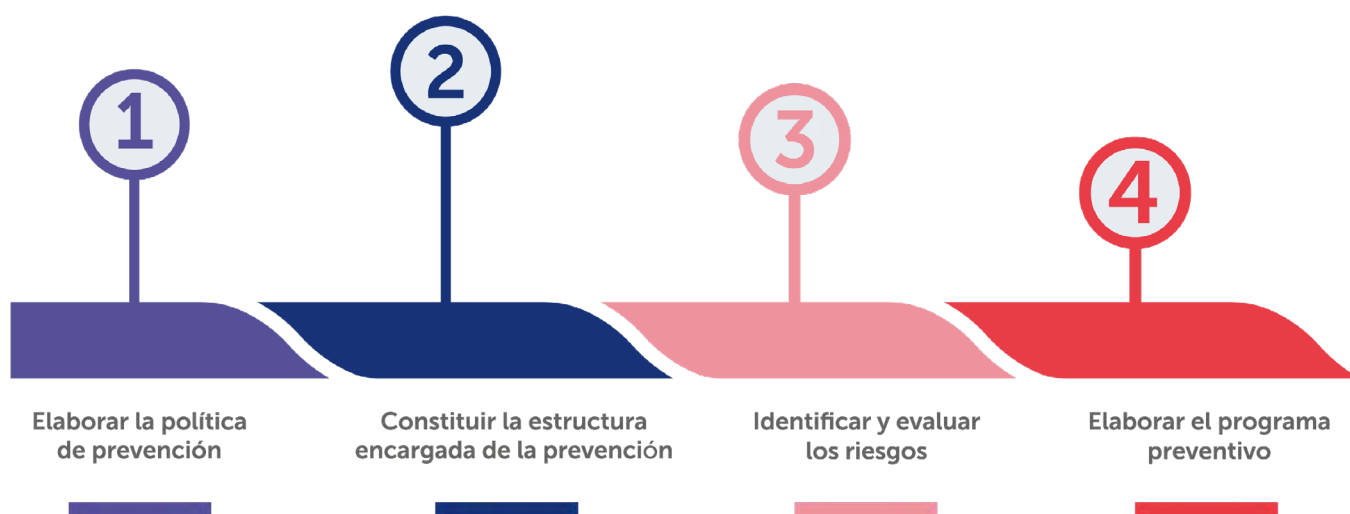 1
2
3
4
Elaborar la política
de prevención
Constituir la estructura
encargada de la prevención
Identificar y evaluar
los riesgos
Elaborar el programa
preventivo